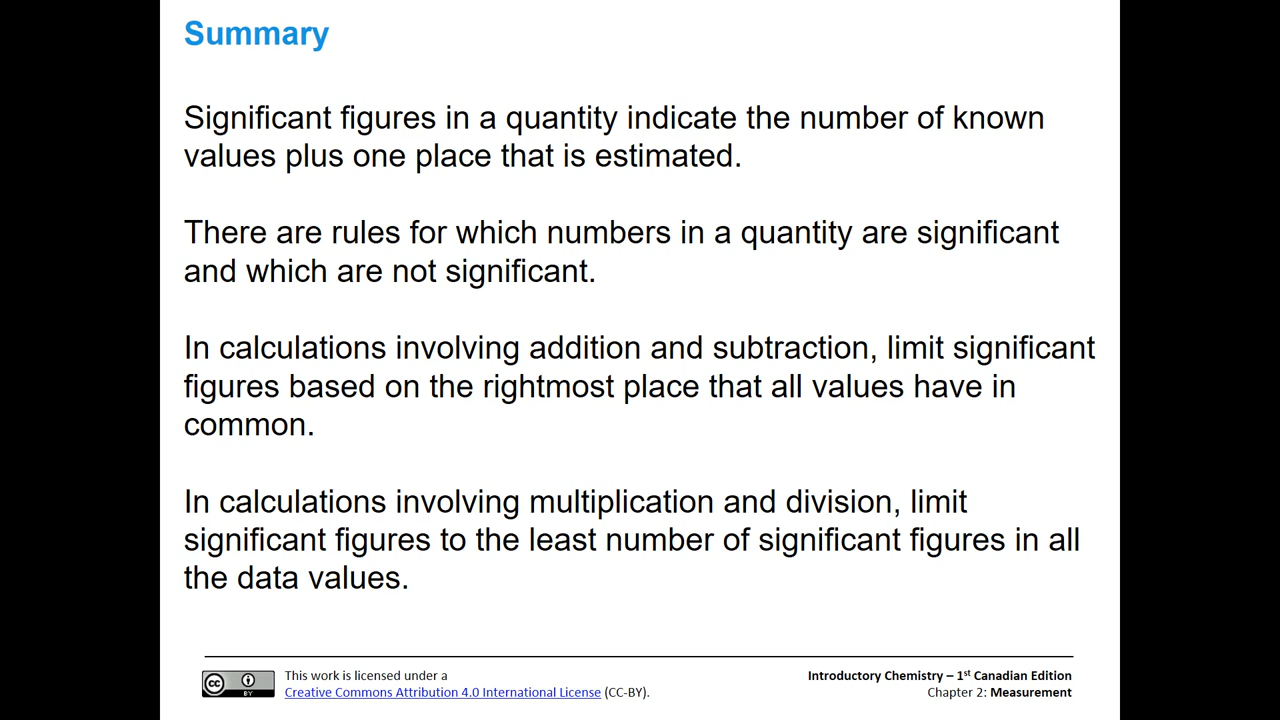 Summary
Significant figures in a quantity indicate the number of known
values plus one place that is estimated.
There are rules for which numbers in a quantity are significant
and which are not significant.
In calculations involving addition and subtraction, limit significant
figures based on the rightmost place that all values have in
common.
In calculations involving multiplication and division, limit
significant figures to the least number of significant figures in all
the data values.
cc BY
This work is licensed under a
Creative Commons Attribution 4.0 International License (CC-BY).
Introductory Chemistry – 1st Canadian Edition
Chapter 2: Measurement